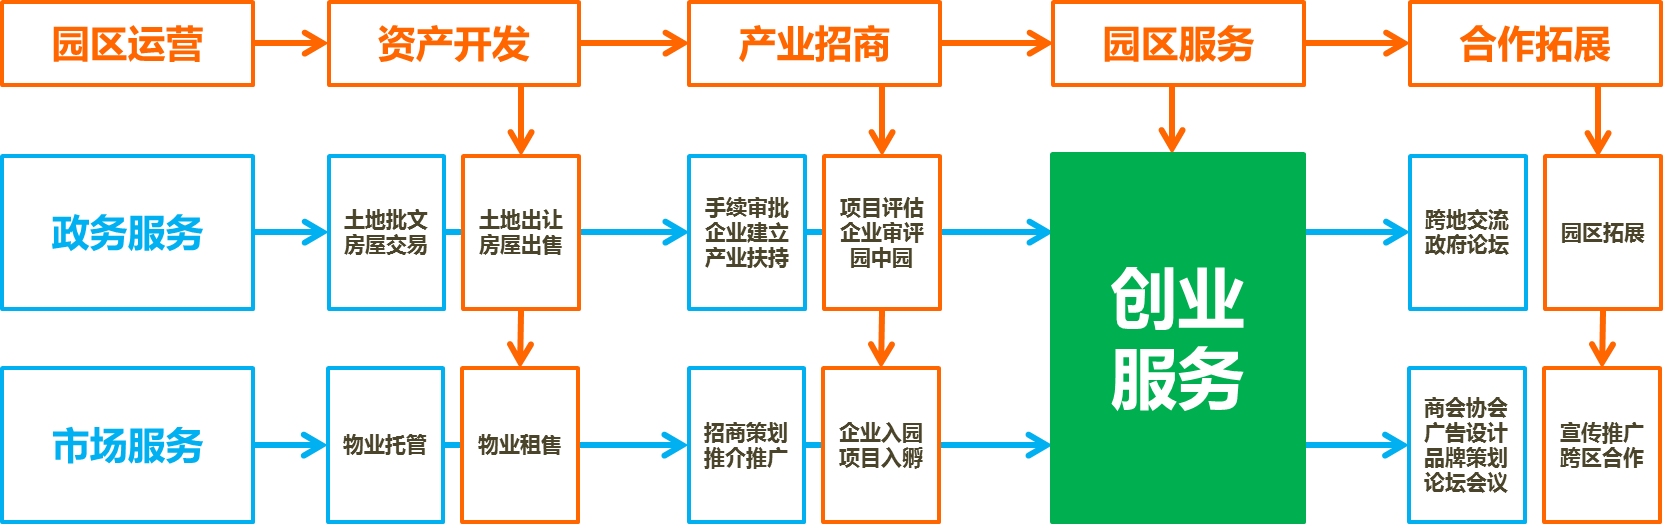 园区运营
资产开发
产业招商
园区服务
合作拓展
政务服务
土地批文
房屋交易
土地出让
房屋出售
手续审批
企业建立
产业扶持
项目评估
企业审评
园中园
创业
服务
跨地交流
政府论坛
园区拓展
市场服务
物业托管
物业租售
招商策划
推介推广
企业入园
项目入孵
商会协会
广告设计
品牌策划
论坛会议
宣传推广
跨区合作